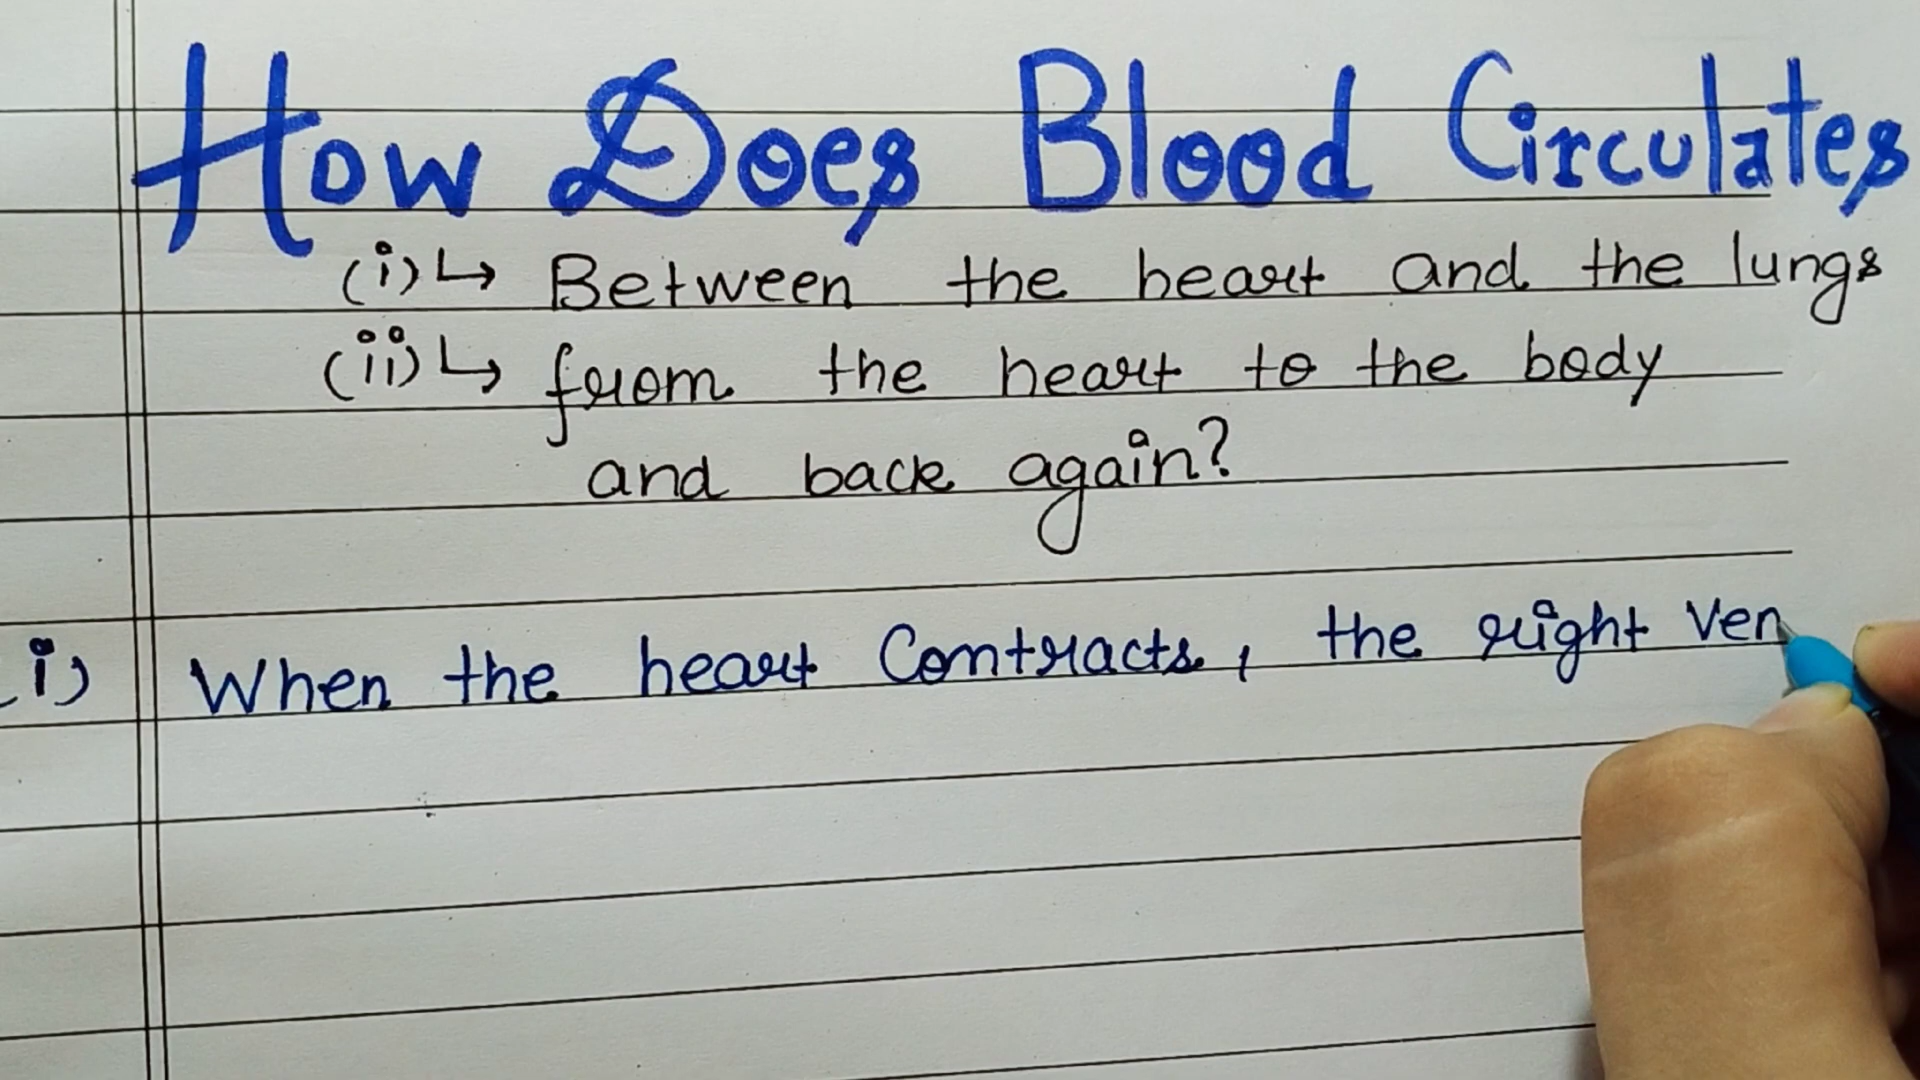 How Does Blood Circulates
(i) ↳ Between the heart and the lungs
(ii) ↳ from the heart to the body
and back again?
i) When the heart Contracts, the right Ven